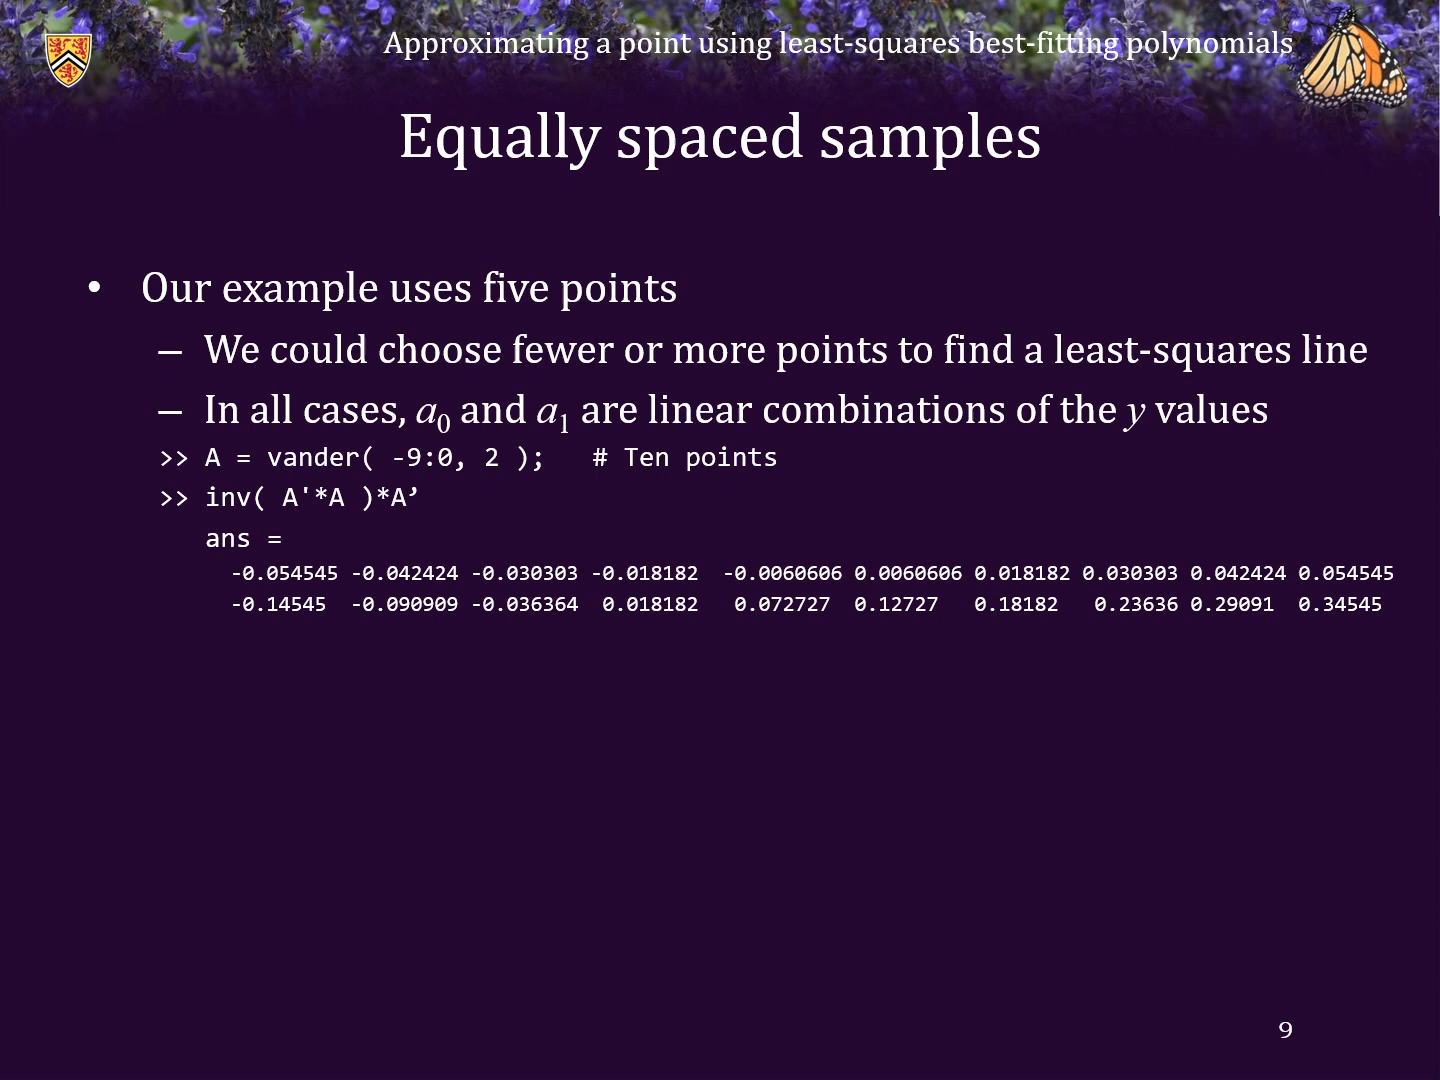 Approximating a point using least-squares best-fitting polynomials
Equally spaced samples
• Our example uses five points
– We could choose fewer or more points to find a least-squares line
– In all cases, a0 and a1 are linear combinations of the y values
>> A = vander( -9:0, 2 );   # Ten points
>> inv( A'*A )*A’
ans =
-0.054545 -0.042424 -0.030303 -0.018182  -0.0060606 0.0060606 0.018182 0.030303 0.042424 0.054545
-0.14545  -0.090909 -0.036364  0.018182   0.072727  0.12727   0.18182   0.23636 0.29091  0.34545
9